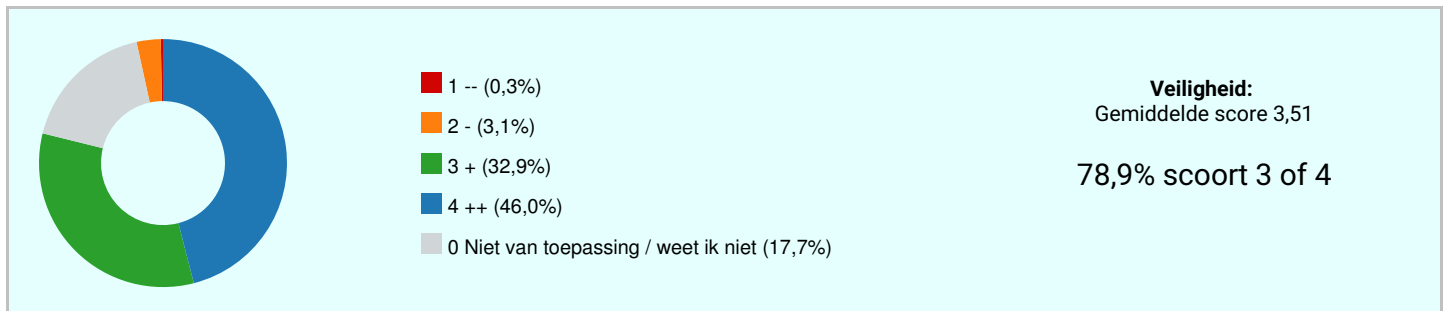 1 -- (0,3%)
2 - (3,1%)
3 + (32,9%)
4 ++ (46,0%)
0 Niet van toepassing / weet ik niet (17,7%)
Veiligheid:
Gemiddelde score 3,51
78,9% scoort 3 of 4